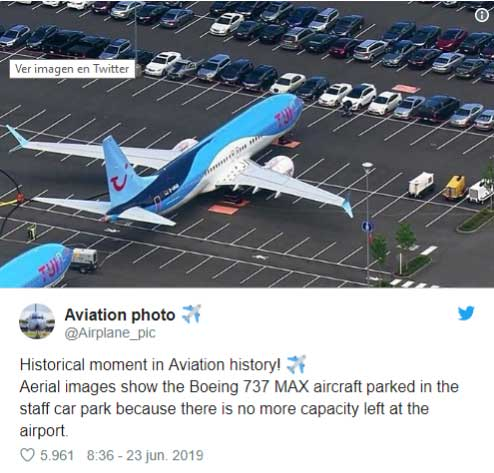 Ver imagen en Twitter
TUI
TUI
Aviation photo ✈️
@Airplane_pic
Historical moment in Aviation history! ✈️
Aerial images show the Boeing 737 MAX aircraft parked in the
staff car park because there is no more capacity left at the
airport.
5.961 8:36 - 23 jun. 2019